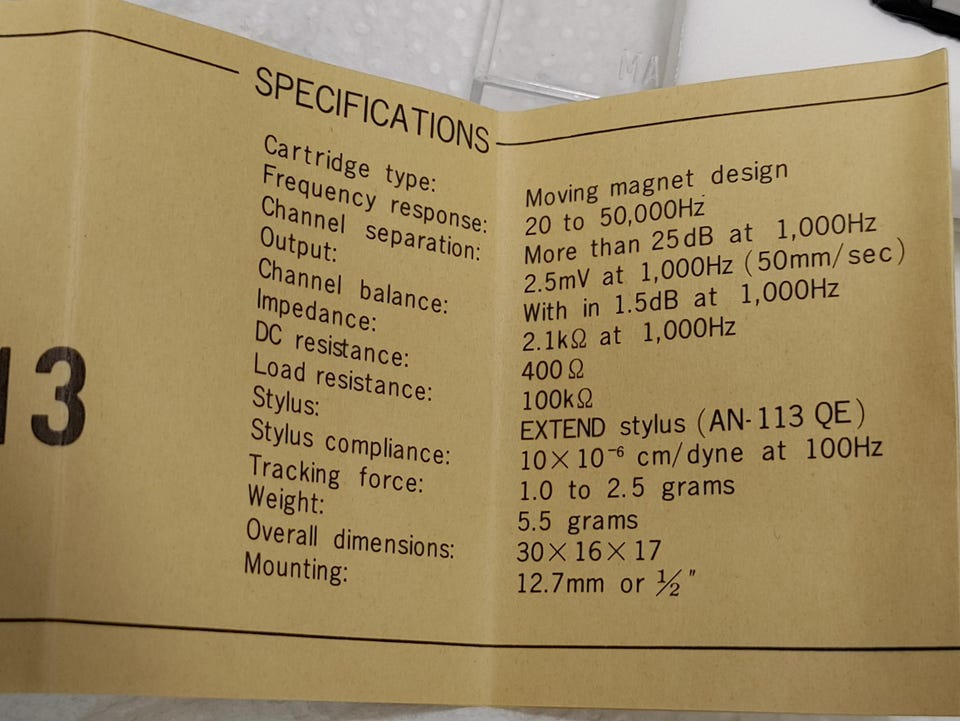 SPECIFICATIONS
Cartridge type: Moving magnet design
Frequency response: 20 to 50,000Hz
Channel separation: More than 25dB at 1,000Hz
Output: 2.5mV at 1,000Hz (50mm/sec)
Channel balance: With in 1.5dB at 1,000Hz
Impedance: 2.1kΩ at 1,000Hz
DC resistance: 400Ω
Load resistance: 100kΩ
Stylus: EXTEND stylus (AN-113 QE)
Stylus compliance: 10×10⁻⁶ cm/dyne at 100Hz
Tracking force: 1.0 to 2.5 grams
Weight: 5.5 grams
Overall dimensions: 30×16×17
Mounting: 12.7mm or ½"
13
MA